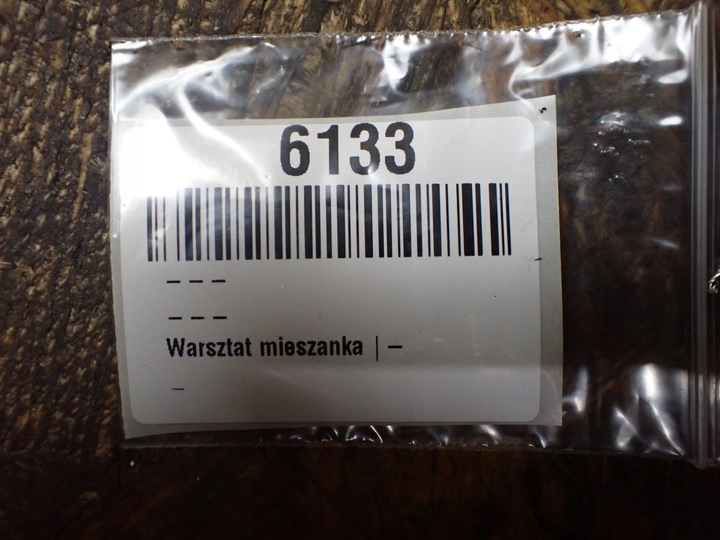 6133
– – –
– – –
Warsztat mieszanka | –
–